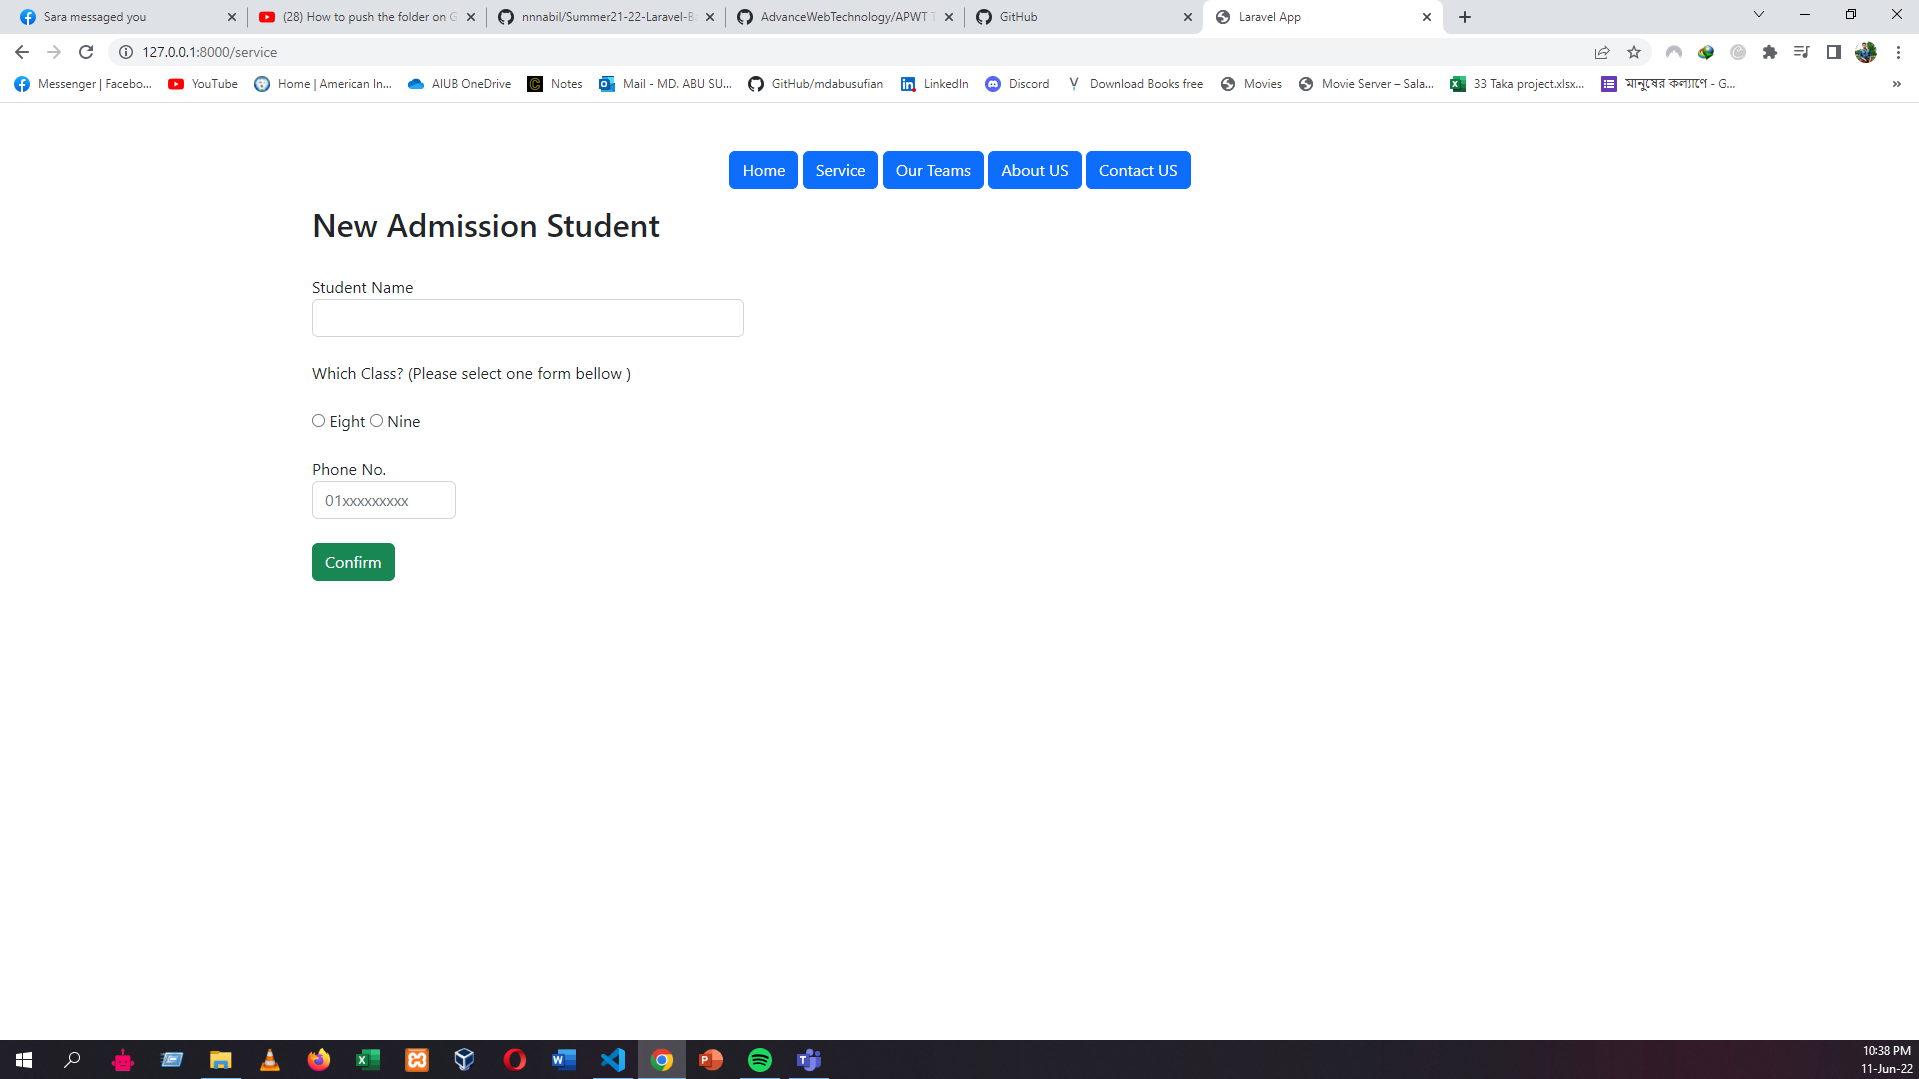 Sara messaged you
(28) How to push the folder on G
nnnabil/Summer21-22-Laravel-Ba
AdvanceWebTechnology/APWT T
GitHub
Laravel App
127.0.0.1:8000/service
Messenger | Facebo...
YouTube
Home | American In...
AIUB OneDrive
Notes
Mail - MD. ABU SU...
GitHub/mdabusufian
LinkedIn
Discord
Download Books free
Movies
Movie Server – Sala...
33 Taka project.xlsx...
মানুষের কল্যাণে - G...
Home
Service
Our Teams
About US
Contact US
New Admission Student
Student Name
Which Class? (Please select one form bellow )
Eight
Nine
Phone No.
01xxxxxxxxx
Confirm
10:38 PM
11-Jun-22